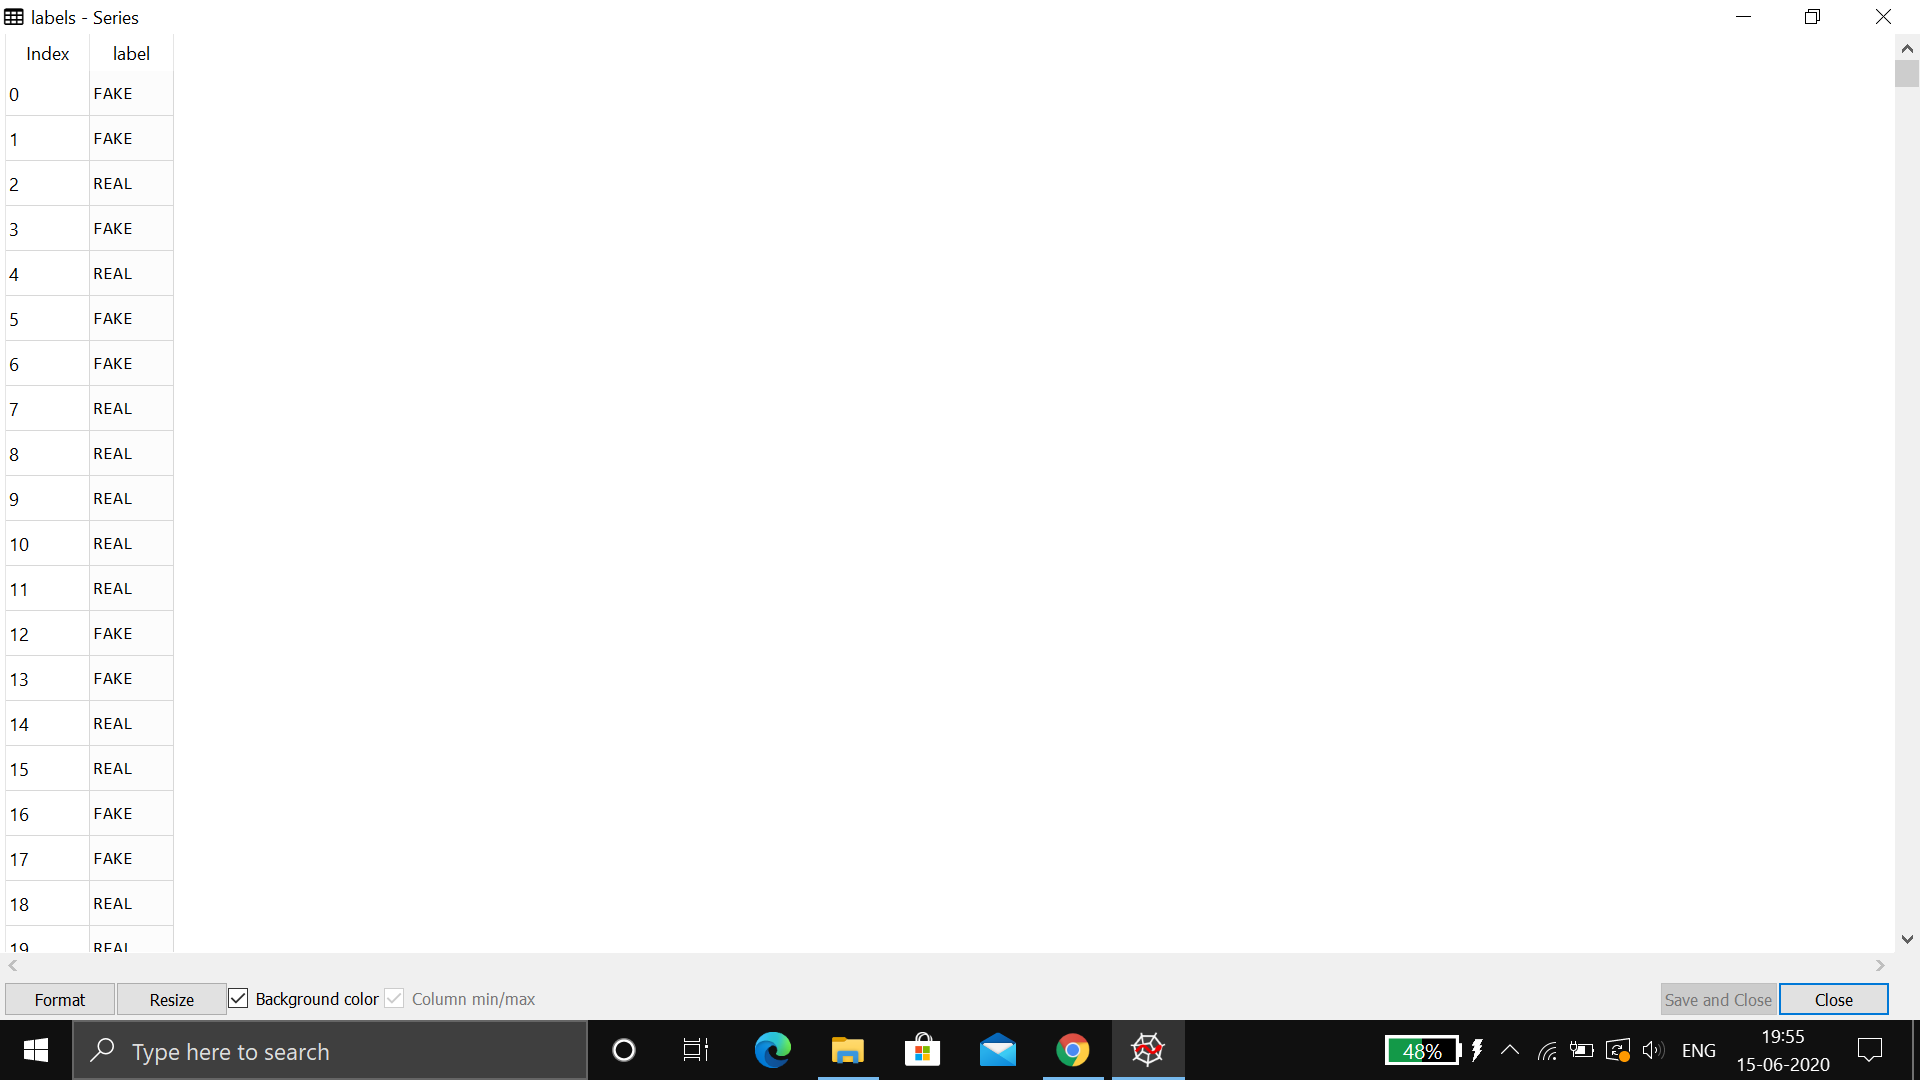 labels - Series
Index label
0 FAKE
1 FAKE
2 REAL
3 FAKE
4 REAL
5 FAKE
6 FAKE
7 REAL
8 REAL
9 REAL
10 REAL
11 REAL
12 FAKE
13 FAKE
14 REAL
15 REAL
16 FAKE
17 FAKE
18 REAL
19 REAL
Format Resize Background color Column min/max Save and Close Close
Type here to search 48% ENG 19:55
15-06-2020